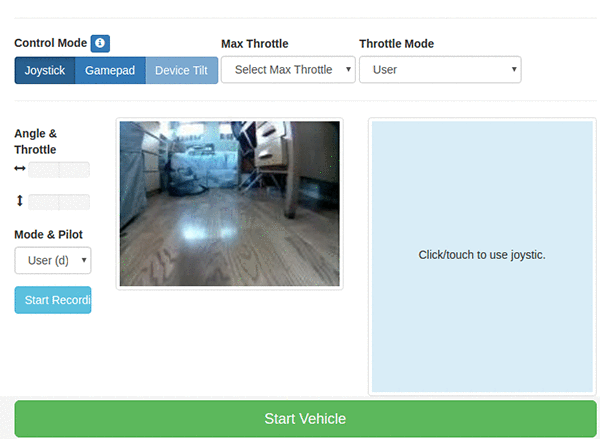 Control Mode
Max Throttle
Throttle Mode
Joystick
Gamepad
Device Tilt
Select Max Throttle
User
Angle &
Throttle
Mode & Pilot
User (d)
Start Recordi
Click/touch to use joystic.
Start Vehicle